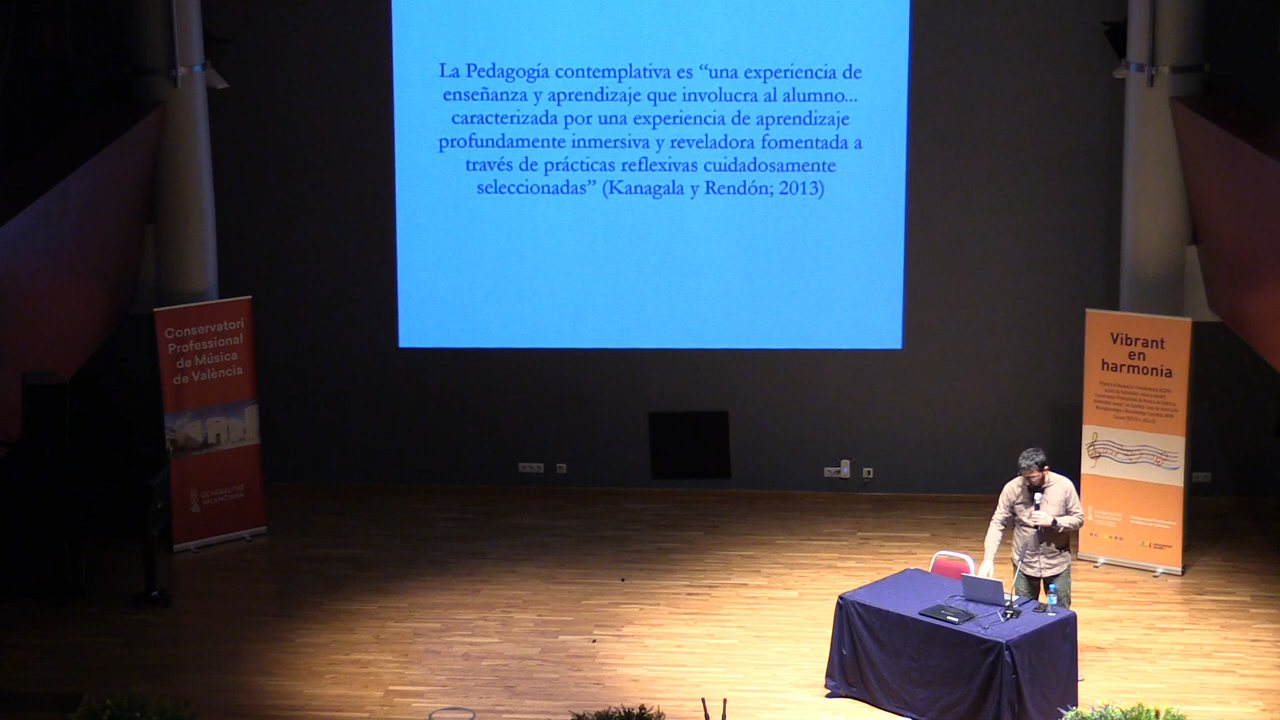 La Pedagogía contemplativa es “una experiencia de
enseñanza y aprendizaje que involucra al alumno...
caracterizada por una experiencia de aprendizaje
profundamente inmersiva y reveladora fomentada a
través de prácticas reflexivas cuidadosamente
seleccionadas” (Kanagala y Rendón; 2013)
Conservatori
Professional
de Música
de València
GENERALITAT
VALENCIANA
Vibrant
en
harmonia